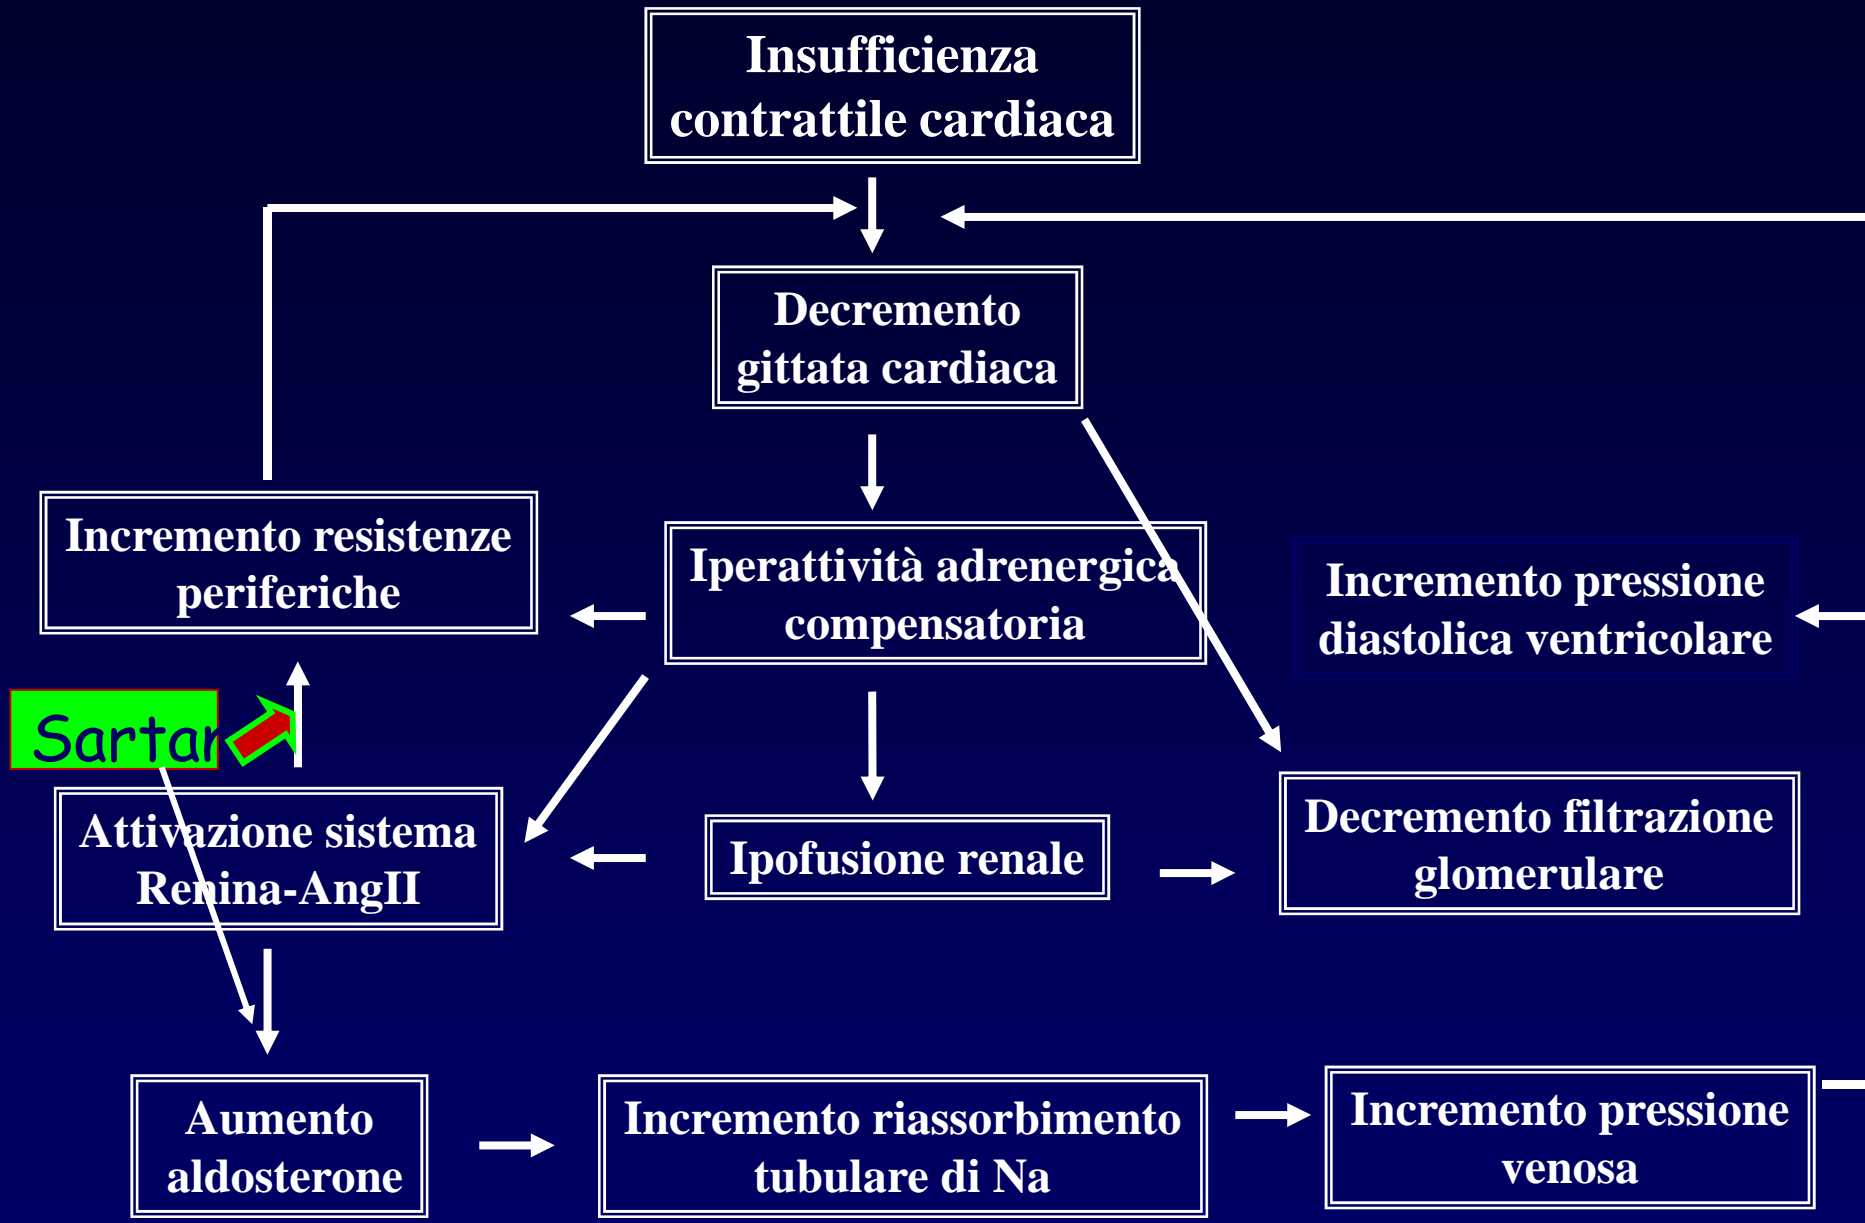 Insufficienza
contrattile cardiaca
Decremento
gittata cardiaca
Incremento resistenze
periferiche
Iperattività adrenergica
compensatoria
Incremento pressione
diastolica ventricolare
Sartan
Attivazione sistema
Renina-AngII
Ipofusione renale
Decremento filtrazione
glomerulare
Aumento
aldosterone
Incremento riassorbimento
tubulare di Na
Incremento pressione
venosa